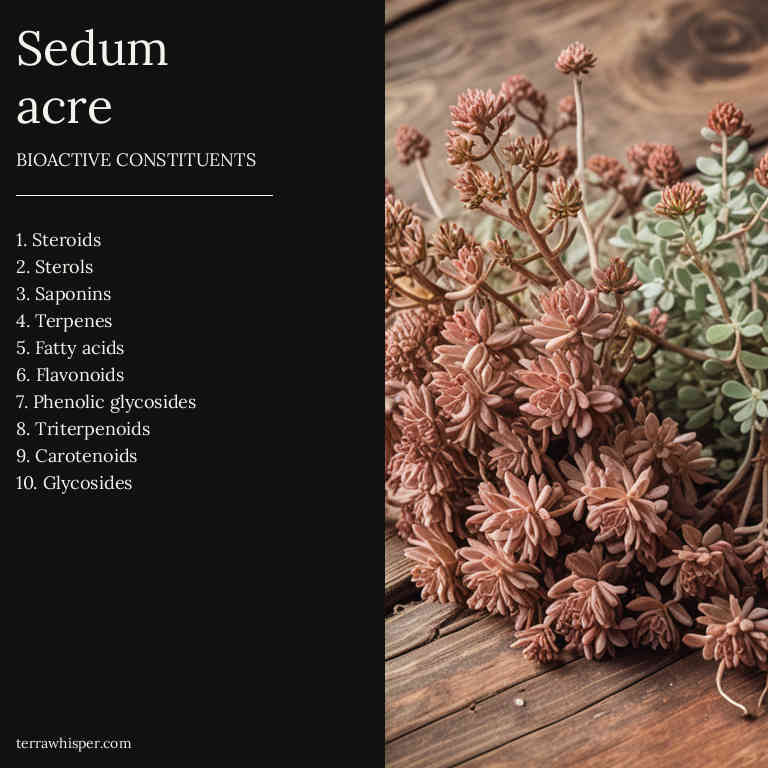 Sedum
acre
BIOACTIVE CONSTITUENTS
1. Steroids
2. Sterols
3. Saponins
4. Terpenes
5. Fatty acids
6. Flavonoids
7. Phenolic glycosides
8. Triterpenoids
9. Carotenoids
10. Glycosides
terrawhisper.com